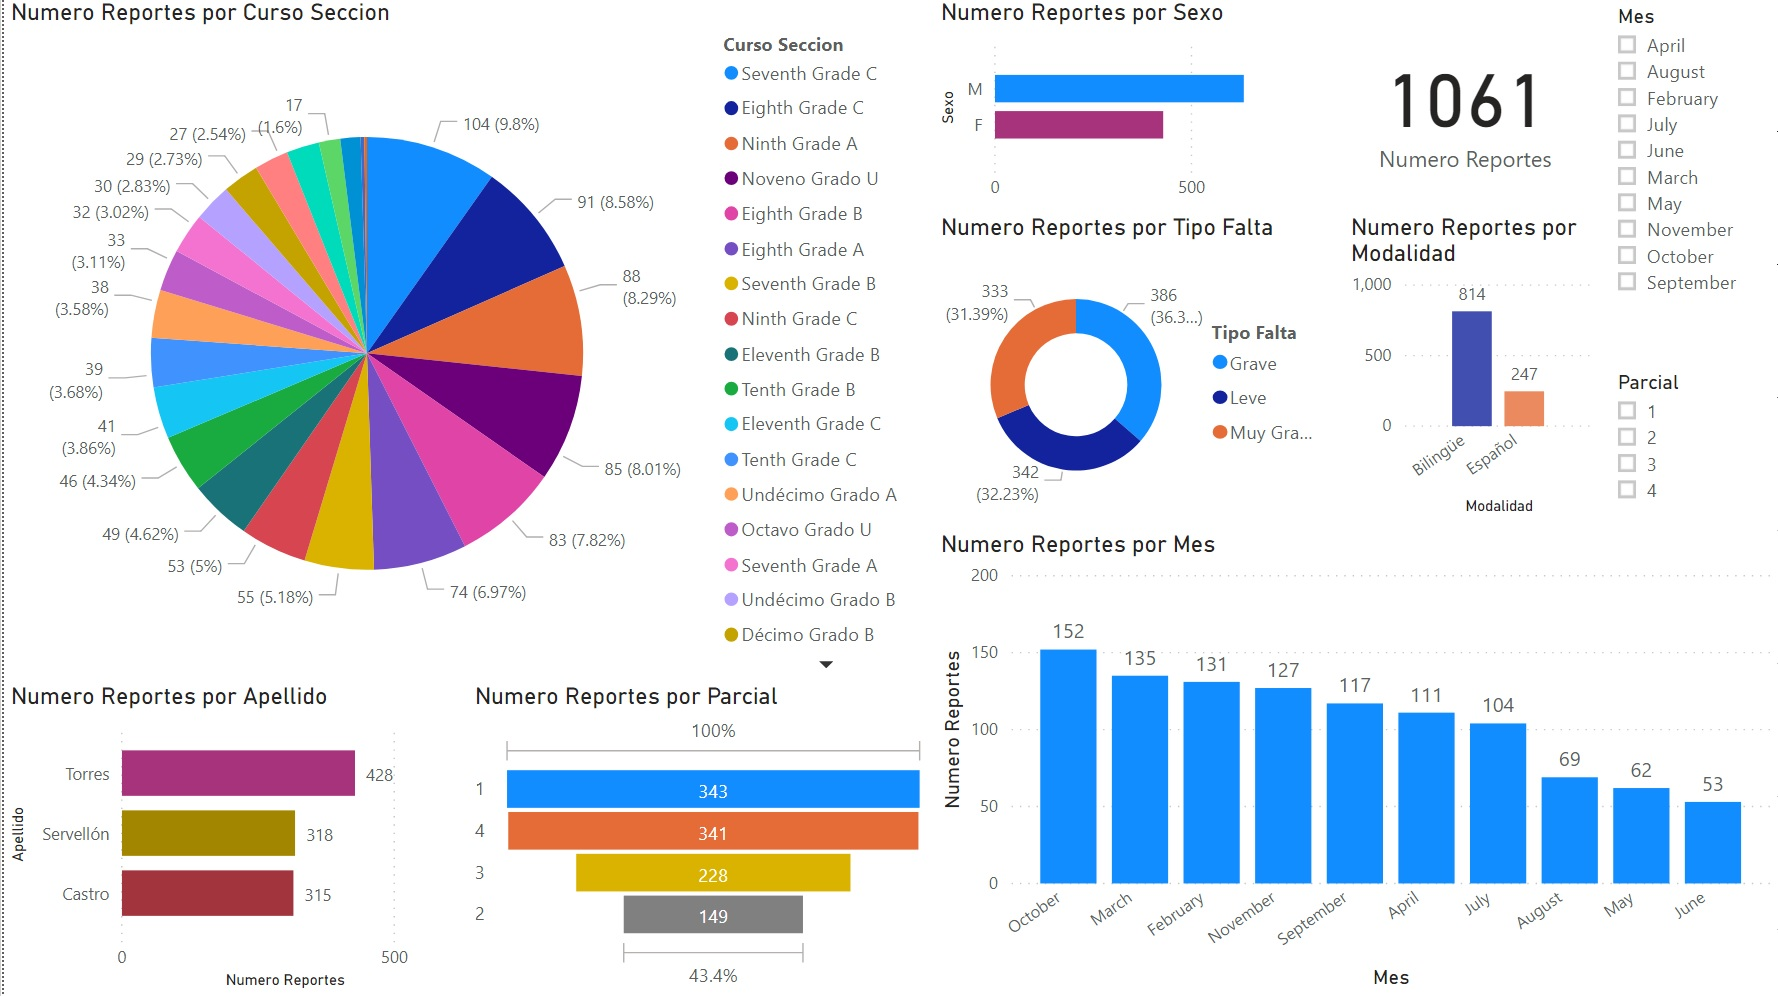 Numero Reportes por Curso Seccion
17
(1.6%)
27 (2.54%)
29 (2.73%)
30 (2.83%)
32 (3.02%)
33
(3.11%)
38
(3.58%)
39
(3.68%)
41
(3.86%)
46 (4.34%)
49 (4.62%)
53 (5%)
55 (5.18%)
74 (6.97%)
83 (7.82%)
85 (8.01%)
88
(8.29%)
91 (8.58%)
104 (9.8%)
Curso Seccion
Seventh Grade C
Eighth Grade C
Ninth Grade A
Noveno Grado U
Eighth Grade B
Eighth Grade A
Seventh Grade B
Ninth Grade C
Eleventh Grade B
Tenth Grade B
Eleventh Grade C
Tenth Grade C
Undécimo Grado A
Octavo Grado U
Seventh Grade A
Undécimo Grado B
Décimo Grado B
Numero Reportes por Sexo
Sexo
M
F
0
500
1061
Numero Reportes
Mes
April
August
February
July
June
March
May
November
October
September
Numero Reportes por Tipo Falta
333
(31.39%)
386
(36.3...)
342
(32.23%)
Tipo Falta
Grave
Leve
Muy Gra...
Numero Reportes por
Modalidad
1,000
500
0
814
247
Bilingüe
Español
Modalidad
Parcial
1
2
3
4
Numero Reportes por Apellido
Apellido
Torres
428
Servellón
318
Castro
315
0
500
Numero Reportes
Numero Reportes por Parcial
100%
1
343
4
341
3
228
2
149
43.4%
Numero Reportes por Mes
Numero Reportes
200
150
100
50
0
152
135
131
127
117
111
104
69
62
53
October
March
February
November
September
April
July
August
May
June
Mes